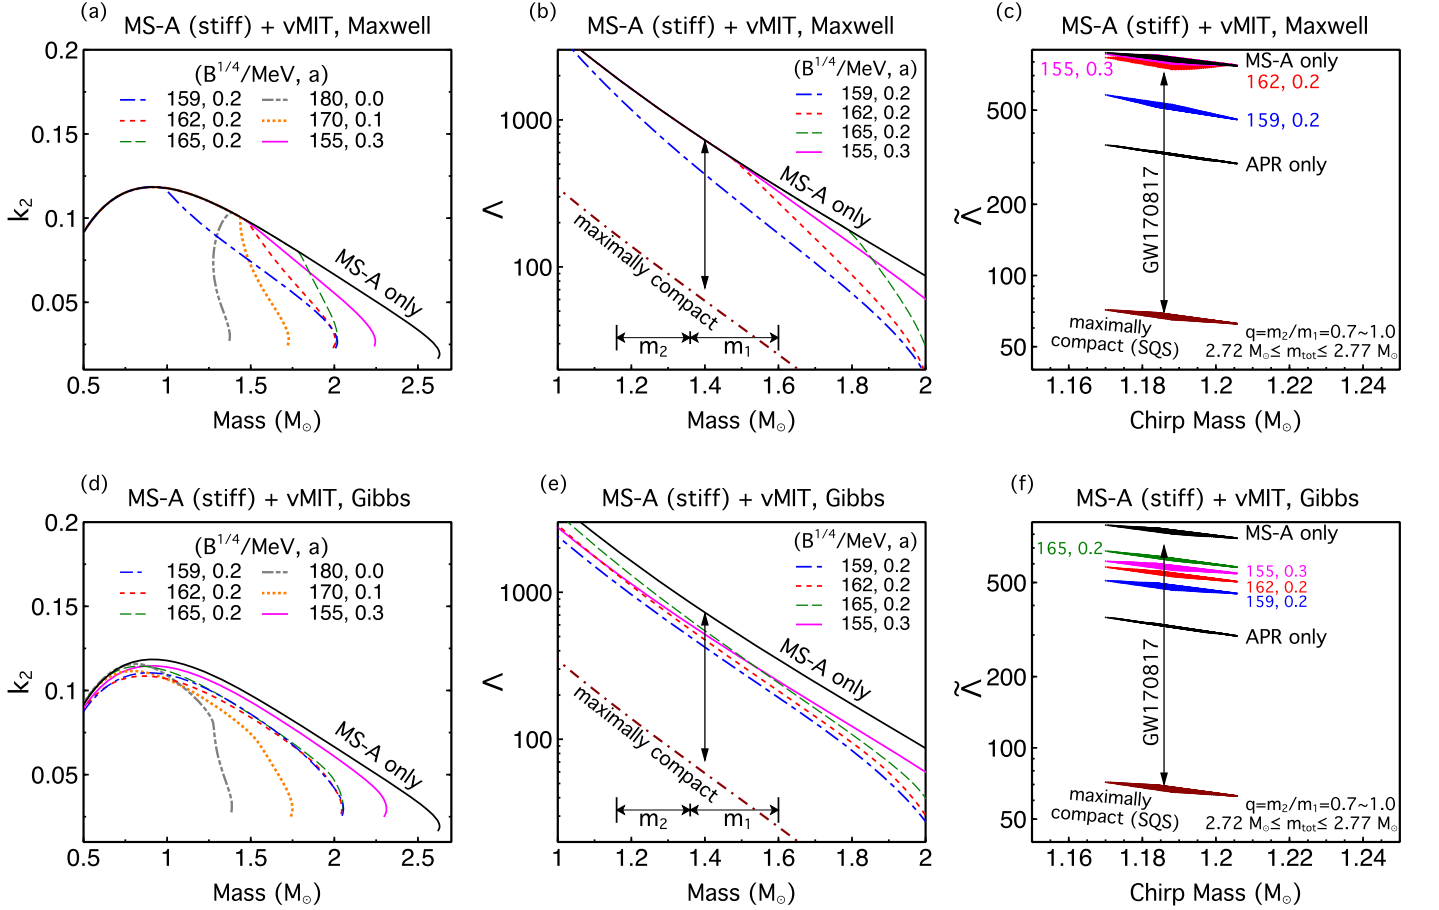 (a)
MS-A (stiff) + vMIT, Maxwell
0.2
0.15
0.1
0.05
k₂
(B^1/4/MeV, a)
159, 0.2
180, 0.0
162, 0.2
170, 0.1
165, 0.2
155, 0.3
MS-A only
0.5
1
1.5
2
2.5
Mass (M☉)
(b)
MS-A (stiff) + vMIT, Maxwell
1000
100
Λ
(B^1/4/MeV, a)
159, 0.2
162, 0.2
165, 0.2
155, 0.3
MS-A only
maximally compact
m₂
m₁
1
1.2
1.4
1.6
1.8
2
Mass (M☉)
(c)
MS-A (stiff) + vMIT, Maxwell
500
200
100
50
Λ̃
155, 0.3
MS-A only
162, 0.2
159, 0.2
APR only
GW170817
maximally
compact (SQS)
q=m₂/m₁=0.7~1.0
2.72 M☉≤ mtot≤ 2.77 M☉
1.16
1.18
1.2
1.22
1.24
Chirp Mass (M☉)
(d)
MS-A (stiff) + vMIT, Gibbs
0.2
0.15
0.1
0.05
k₂
(B^1/4/MeV, a)
159, 0.2
180, 0.0
162, 0.2
170, 0.1
165, 0.2
155, 0.3
MS-A only
0.5
1
1.5
2
2.5
Mass (M☉)
(e)
MS-A (stiff) + vMIT, Gibbs
1000
100
Λ
(B^1/4/MeV, a)
159, 0.2
162, 0.2
165, 0.2
155, 0.3
MS-A only
maximally compact
m₂
m₁
1
1.2
1.4
1.6
1.8
2
Mass (M☉)
(f)
MS-A (stiff) + vMIT, Gibbs
500
200
100
50
Λ̃
MS-A only
165, 0.2
155, 0.3
162, 0.2
159, 0.2
APR only
GW170817
maximally
compact (SQS)
q=m₂/m₁=0.7~1.0
2.72 M☉≤ mtot≤ 2.77 M☉
1.16
1.18
1.2
1.22
1.24
Chirp Mass (M☉)